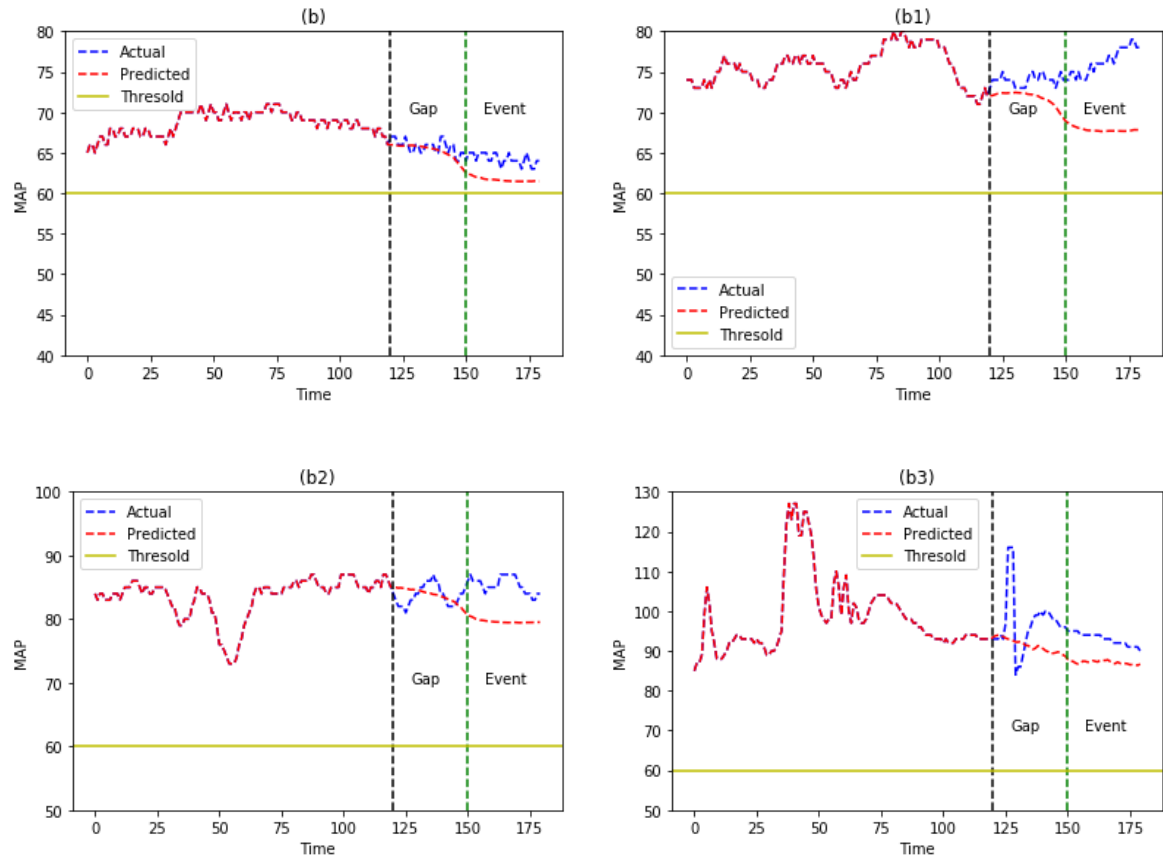 (b)
80
75
70
65
60
55
50
45
40
MAP
Actual
Predicted
Thresold
Gap
Event
0
25
50
75
100
125
150
175
Time
(b1)
80
75
70
65
60
55
50
45
40
MAP
Gap
Event
Actual
Predicted
Thresold
0
25
50
75
100
125
150
175
Time
(b2)
100
90
80
70
60
50
MAP
Actual
Predicted
Thresold
Gap
Event
0
25
50
75
100
125
150
175
Time
(b3)
130
120
110
100
90
80
70
60
50
MAP
Actual
Predicted
Thresold
Gap
Event
0
25
50
75
100
125
150
175
Time